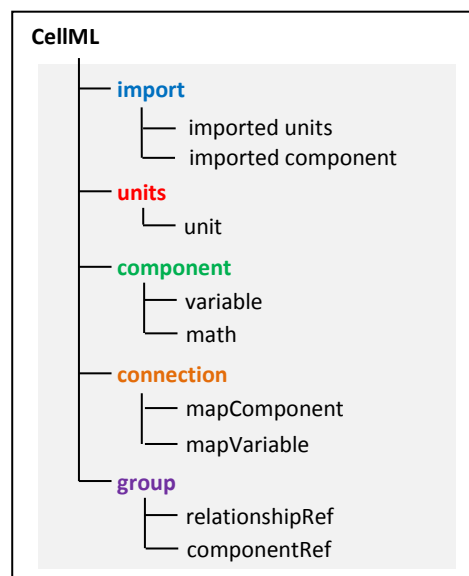 CellML
import
imported units
imported component
units
unit
component
variable
math
connection
mapComponent
mapVariable
group
relationshipRef
componentRef